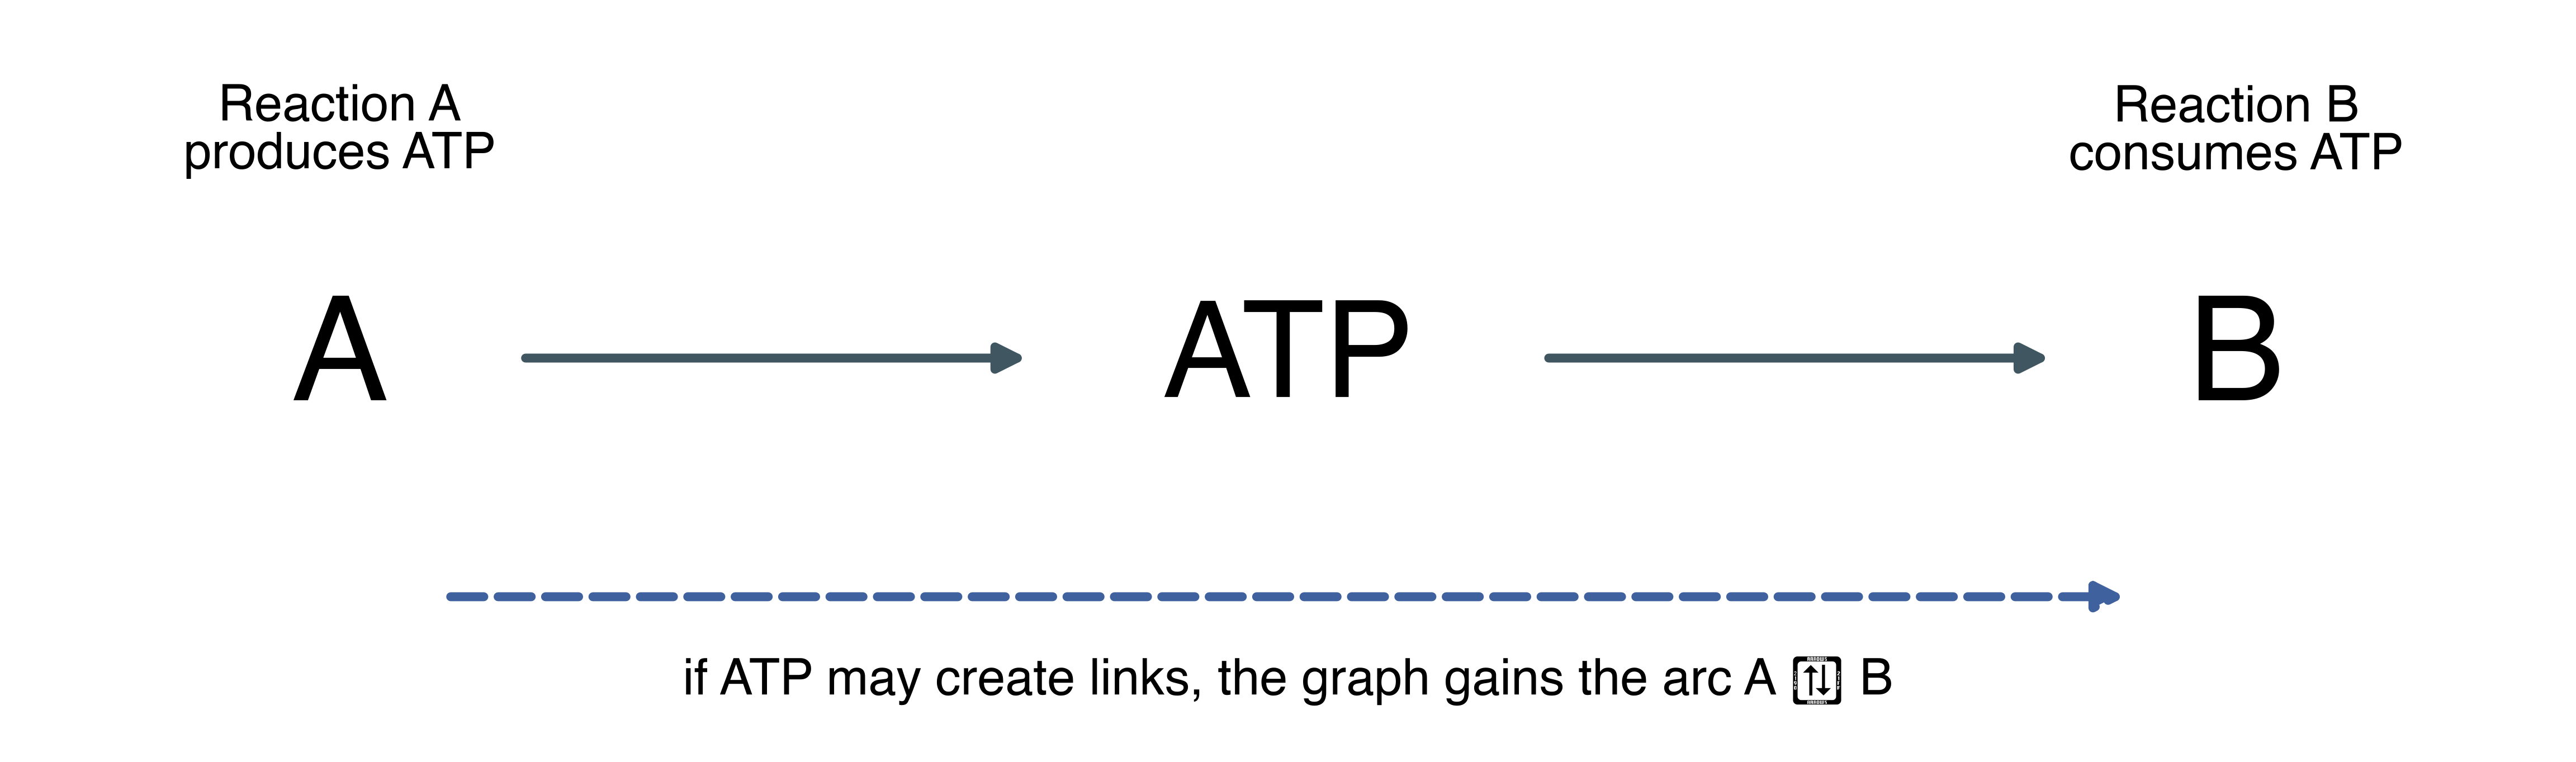 Reaction A
produces ATP
Reaction B
consumes ATP
A
ATP
B
if ATP may create links, the graph gains the arc A B